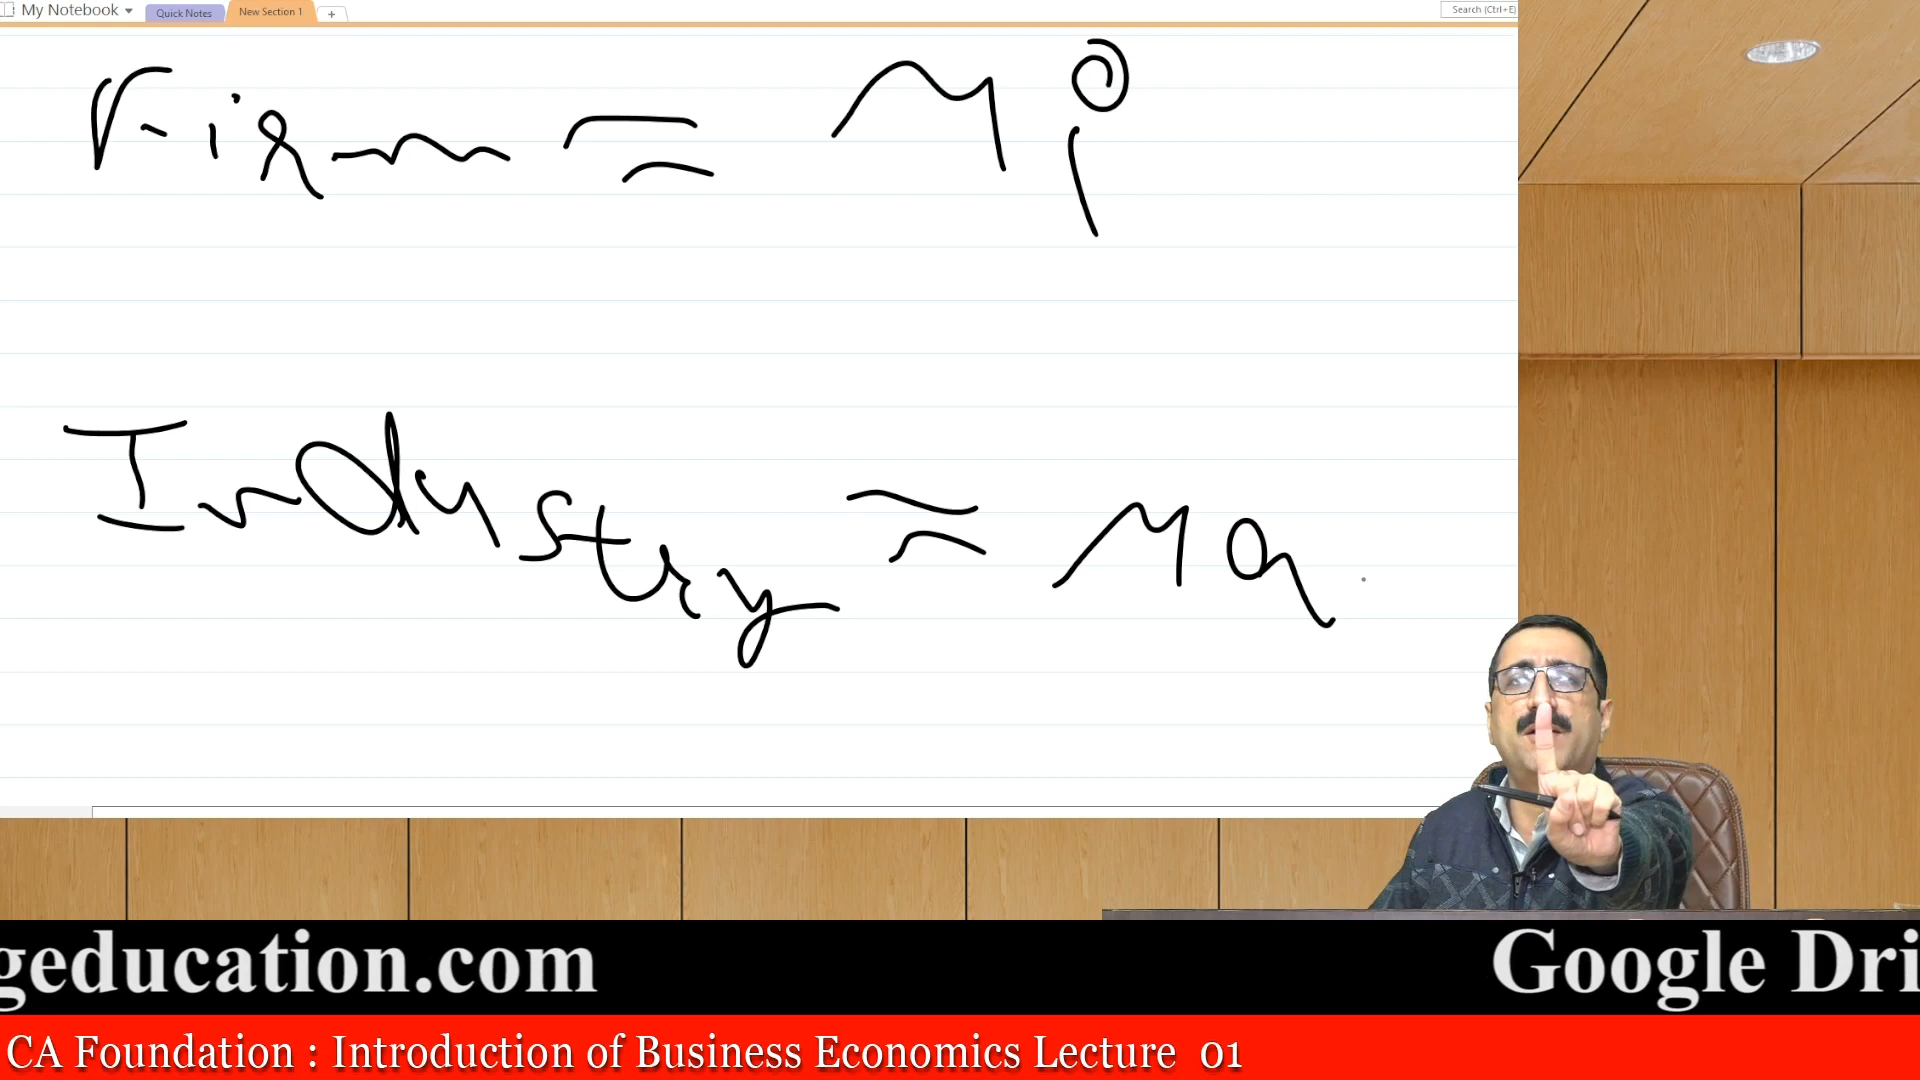 My Notebook
Quick Notes
New Section 1
+
Search (Ctrl+E)
Firm = Mi
Industry = Ma
geducation.com
Google Dri
CA Foundation : Introduction of Business Economics Lecture 01